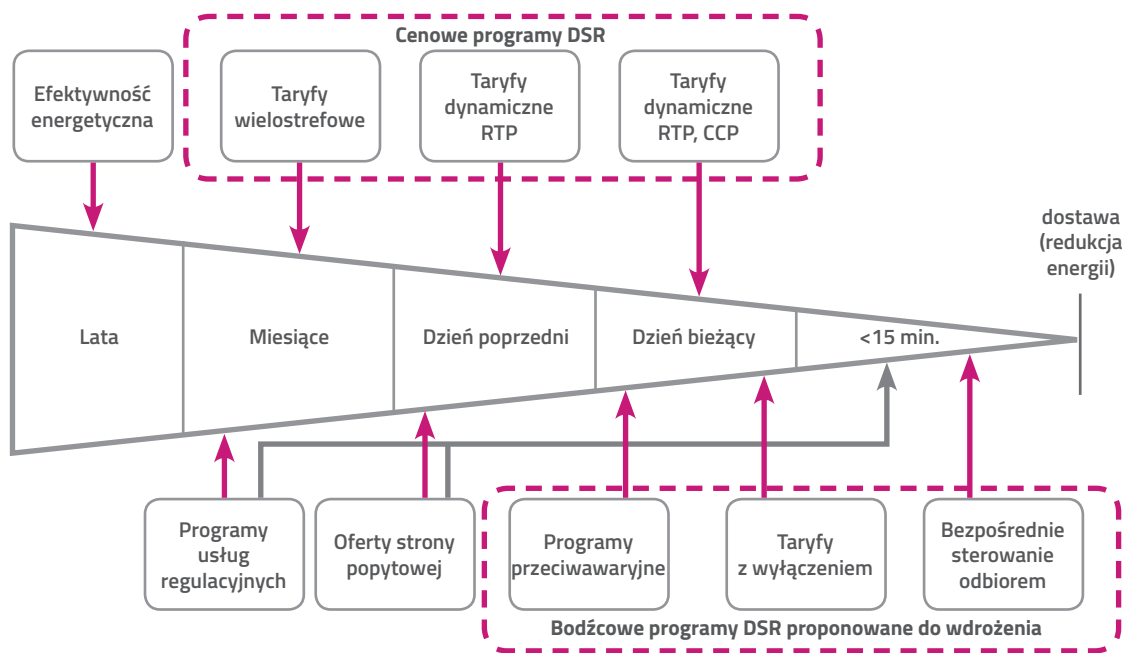 Cenowe programy DSR
Efektywność
energetyczna
Taryfy
wielostrefowe
Taryfy
dynamiczne
RTP
Taryfy
dynamiczne
RTP, CCP
dostawa
(redukcja
energii)
Lata
Miesiące
Dzień poprzedni
Dzień bieżący
<15 min.
Programy
usług
regulacyjnych
Oferty strony
popytowej
Programy
przeciwawaryjne
Taryfy
z wyłączeniem
Bezpośrednie
sterowanie
odbiorem
Bodźcowe programy DSR proponowane do wdrożenia